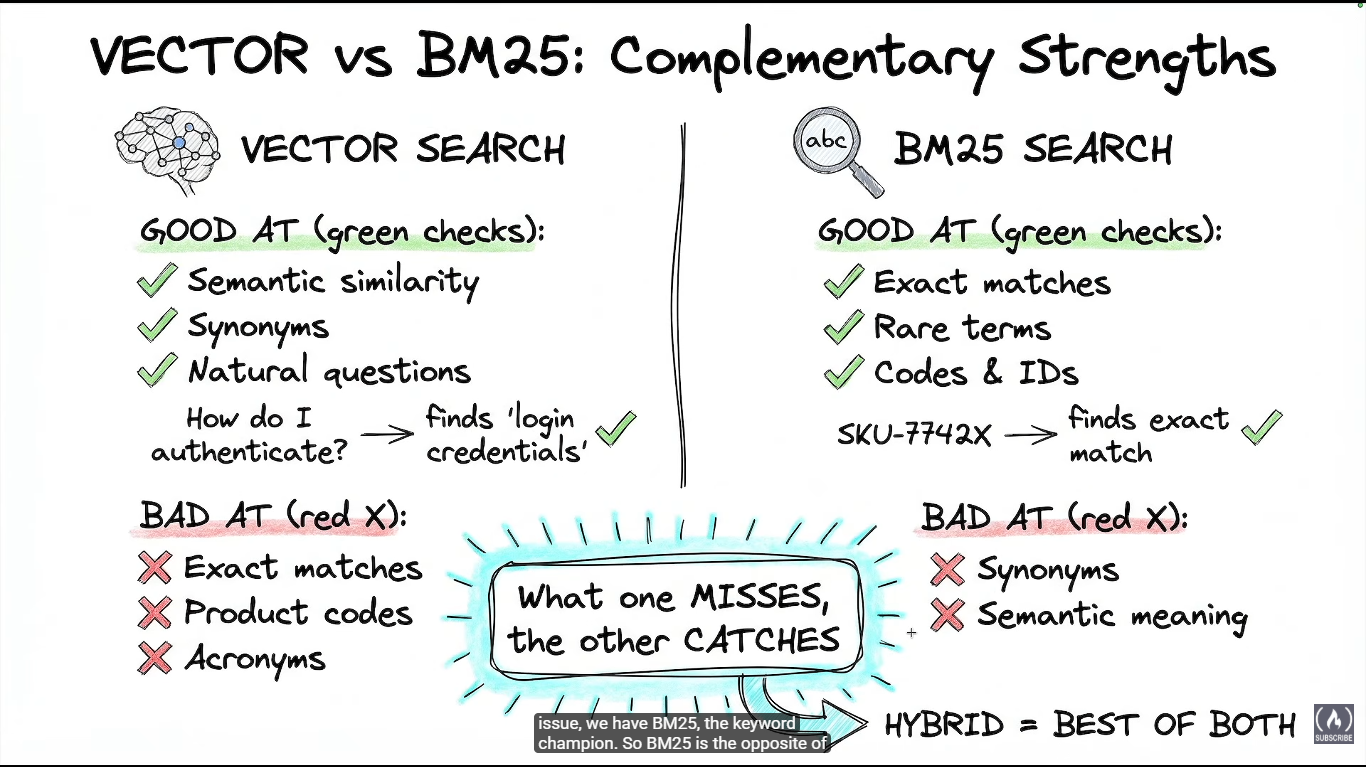 VECTOR vs BM25: Complementary Strengths
VECTOR SEARCH
GOOD AT (green checks):
Semantic similarity
Synonyms
Natural questions
How do I
authenticate?
finds 'login
credentials'
BAD AT (red X):
Exact matches
Product codes
Acronyms
abc
BM25 SEARCH
GOOD AT (green checks):
Exact matches
Rare terms
Codes & IDs
SKU-7742X
finds exact
match
BAD AT (red X):
Synonyms
Semantic meaning
What one MISSES,
the other CATCHES
HYBRID = BEST OF BOTH
issue, we have BM25, the keyword
champion. So BM25 is the opposite of
SUBSCRIBE